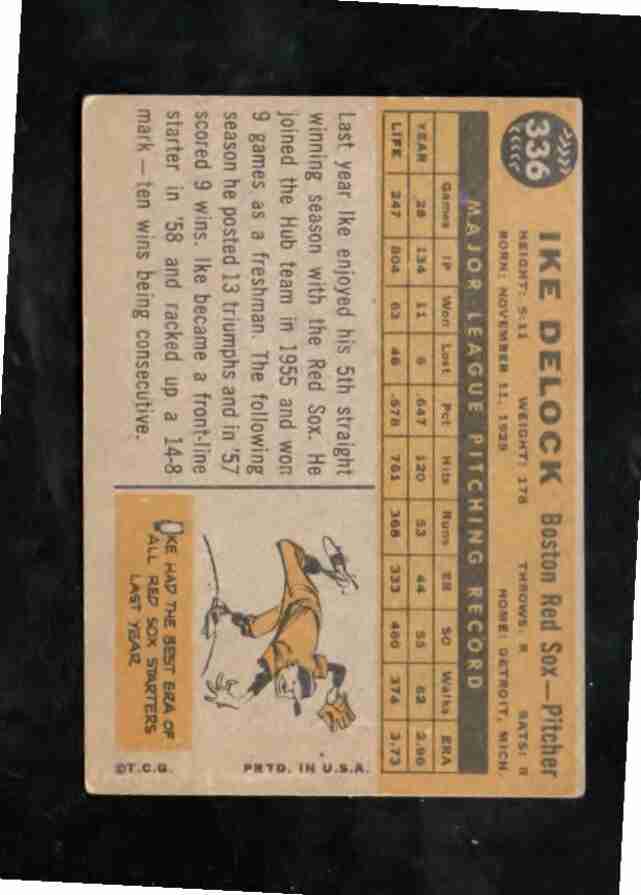 336
IKE DELOCK Boston Red Sox—Pitcher
HEIGHT: 5:11 WEIGHT: 178 THROWS: R BATS: R
BORN: NOVEMBER 11, 1929 HOME: DETROIT, MICH.
MAJOR LEAGUE PITCHING RECORD
Games IP Won Lost Pct Hits Runs ER SO Walks ERA
YEAR 28 134 11 6 .647 120 53 44 55 62 2.96
LIFE 247 804 63 46 .578 761 368 333 460 374 3.73
Last year Ike enjoyed his 5th straight
winning season with the Red Sox. He
joined the Hub team in 1955 and won
9 games as a freshman. The following
season he posted 13 triumphs and in '57
scored 9 wins. Ike became a front-line
starter in '58 and racked up a 14-8
mark — ten wins being consecutive.
IKE HAD THE BEST ERA OF
ALL RED SOX STARTERS
LAST YEAR
©T.C.G. PRTD. IN U.S.A.